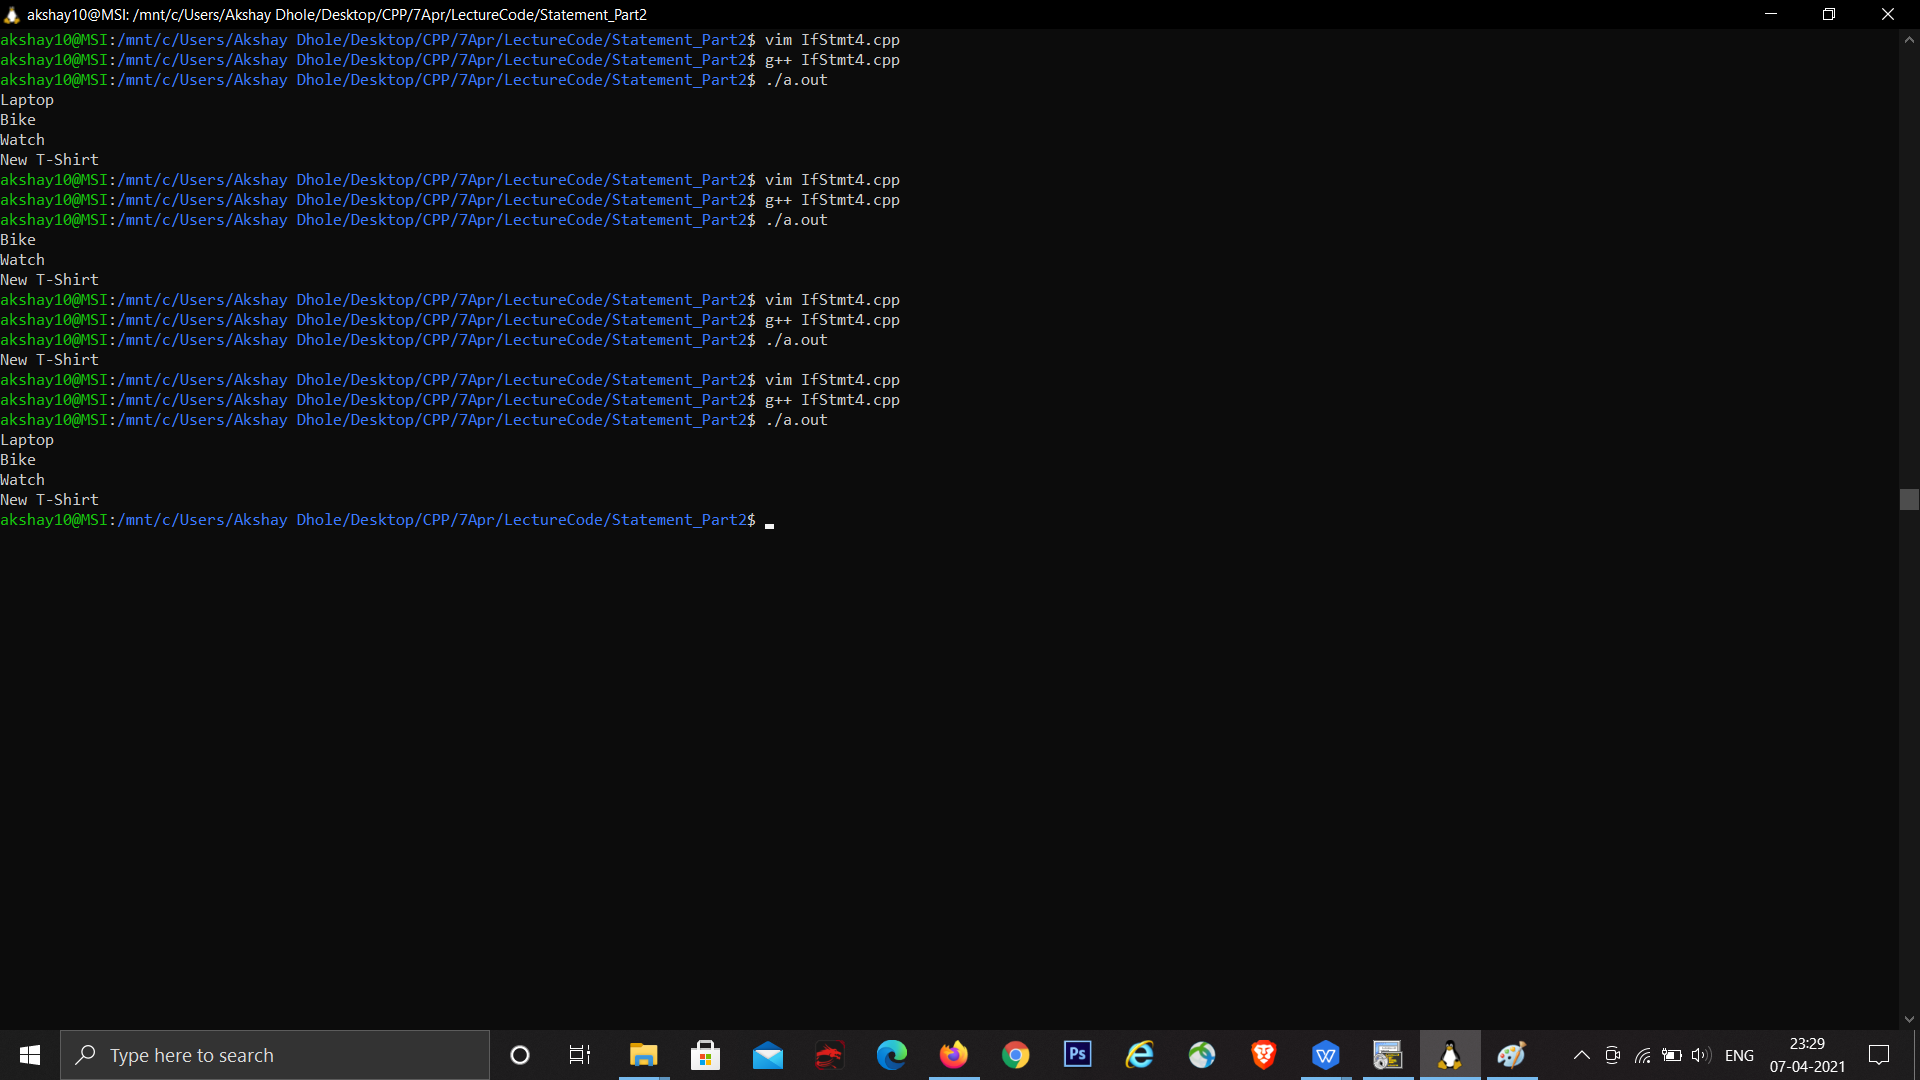 akshay10@MSI: /mnt/c/Users/Akshay Dhole/Desktop/CPP/7Apr/LectureCode/Statement_Part2
akshay10@MSI:/mnt/c/Users/Akshay Dhole/Desktop/CPP/7Apr/LectureCode/Statement_Part2$ vim IfStmt4.cpp
akshay10@MSI:/mnt/c/Users/Akshay Dhole/Desktop/CPP/7Apr/LectureCode/Statement_Part2$ g++ IfStmt4.cpp
akshay10@MSI:/mnt/c/Users/Akshay Dhole/Desktop/CPP/7Apr/LectureCode/Statement_Part2$ ./a.out
Laptop
Bike
Watch
New T-Shirt
akshay10@MSI:/mnt/c/Users/Akshay Dhole/Desktop/CPP/7Apr/LectureCode/Statement_Part2$ vim IfStmt4.cpp
akshay10@MSI:/mnt/c/Users/Akshay Dhole/Desktop/CPP/7Apr/LectureCode/Statement_Part2$ g++ IfStmt4.cpp
akshay10@MSI:/mnt/c/Users/Akshay Dhole/Desktop/CPP/7Apr/LectureCode/Statement_Part2$ ./a.out
Bike
Watch
New T-Shirt
akshay10@MSI:/mnt/c/Users/Akshay Dhole/Desktop/CPP/7Apr/LectureCode/Statement_Part2$ vim IfStmt4.cpp
akshay10@MSI:/mnt/c/Users/Akshay Dhole/Desktop/CPP/7Apr/LectureCode/Statement_Part2$ g++ IfStmt4.cpp
akshay10@MSI:/mnt/c/Users/Akshay Dhole/Desktop/CPP/7Apr/LectureCode/Statement_Part2$ ./a.out
New T-Shirt
akshay10@MSI:/mnt/c/Users/Akshay Dhole/Desktop/CPP/7Apr/LectureCode/Statement_Part2$ vim IfStmt4.cpp
akshay10@MSI:/mnt/c/Users/Akshay Dhole/Desktop/CPP/7Apr/LectureCode/Statement_Part2$ g++ IfStmt4.cpp
akshay10@MSI:/mnt/c/Users/Akshay Dhole/Desktop/CPP/7Apr/LectureCode/Statement_Part2$ ./a.out
Laptop
Bike
Watch
New T-Shirt
akshay10@MSI:/mnt/c/Users/Akshay Dhole/Desktop/CPP/7Apr/LectureCode/Statement_Part2$
Type here to search
Ps
ENG
23:29
07-04-2021